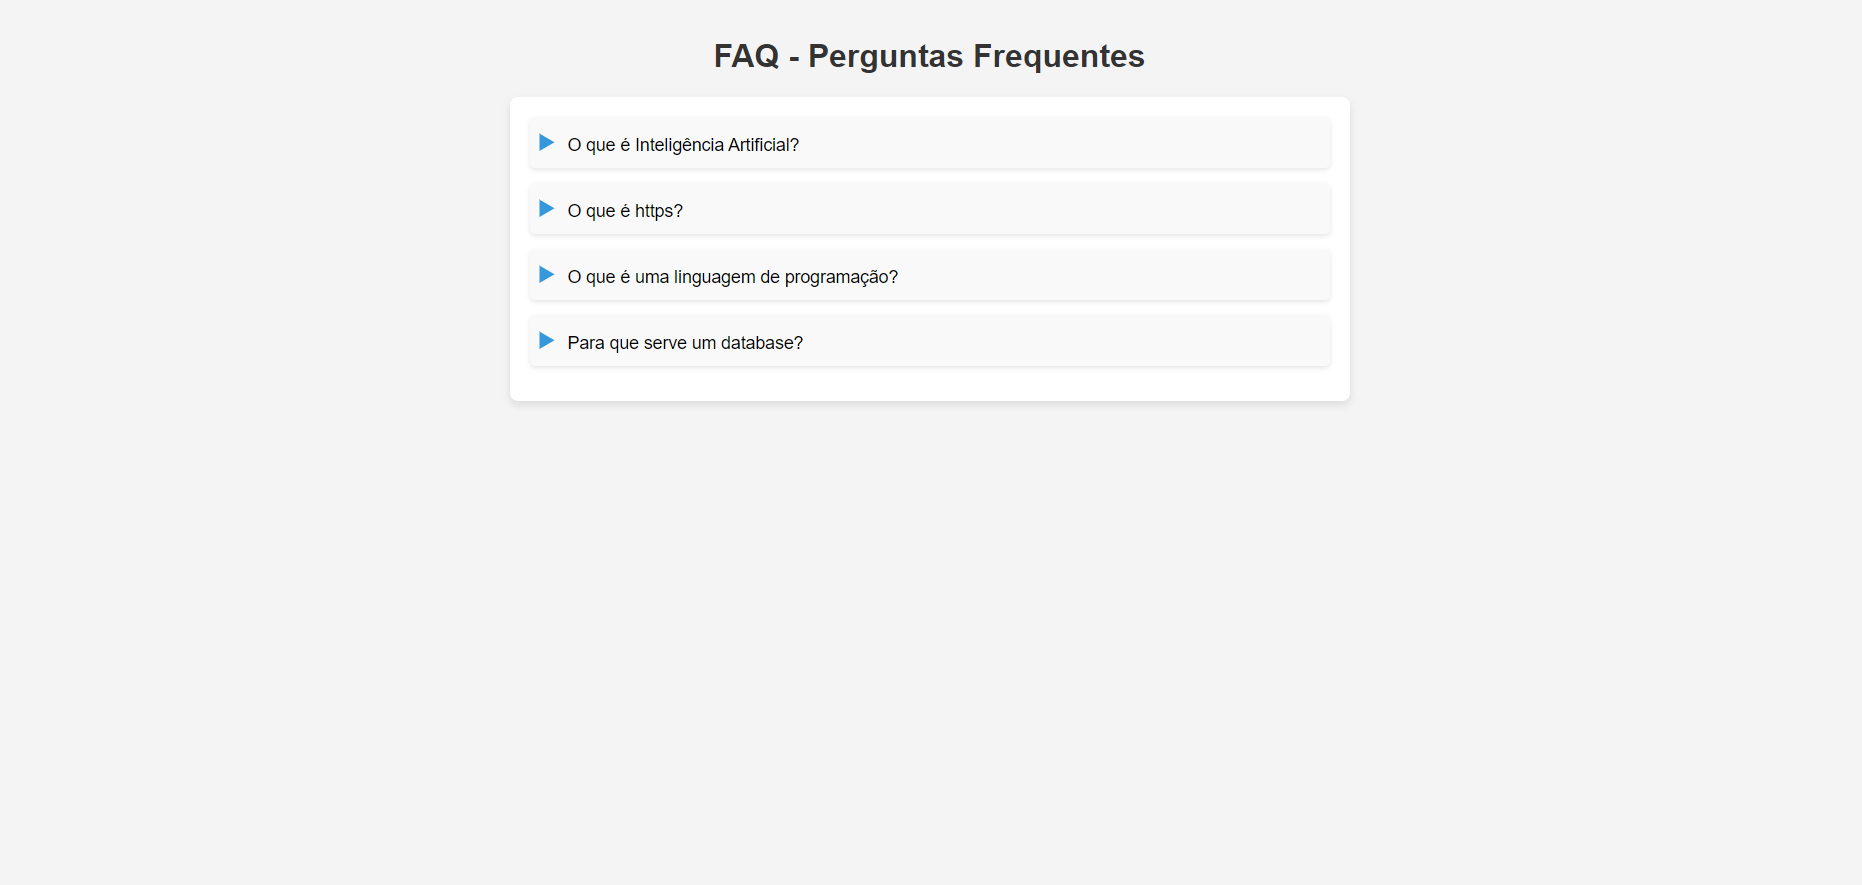 FAQ - Perguntas Frequentes
O que é Inteligência Artificial?
O que é https?
O que é uma linguagem de programação?
Para que serve um database?